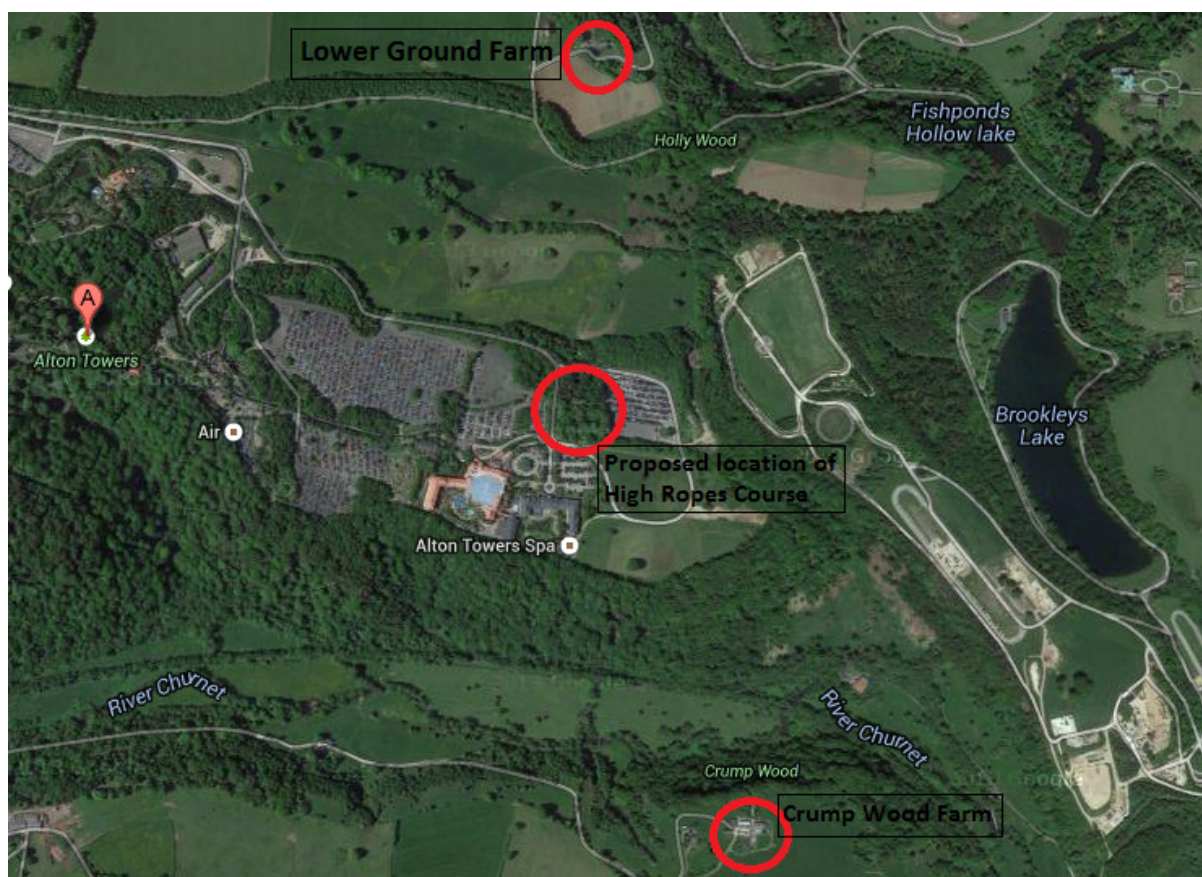 Lower Ground Farm
Fishponds
Hollow lake
Holly Wood
A
Alton Towers
Brookleys
Lake
Air
Proposed location of
High Ropes Course
Alton Towers Spa
River Churnet
River Churnet
Crump Wood
Crump Wood Farm